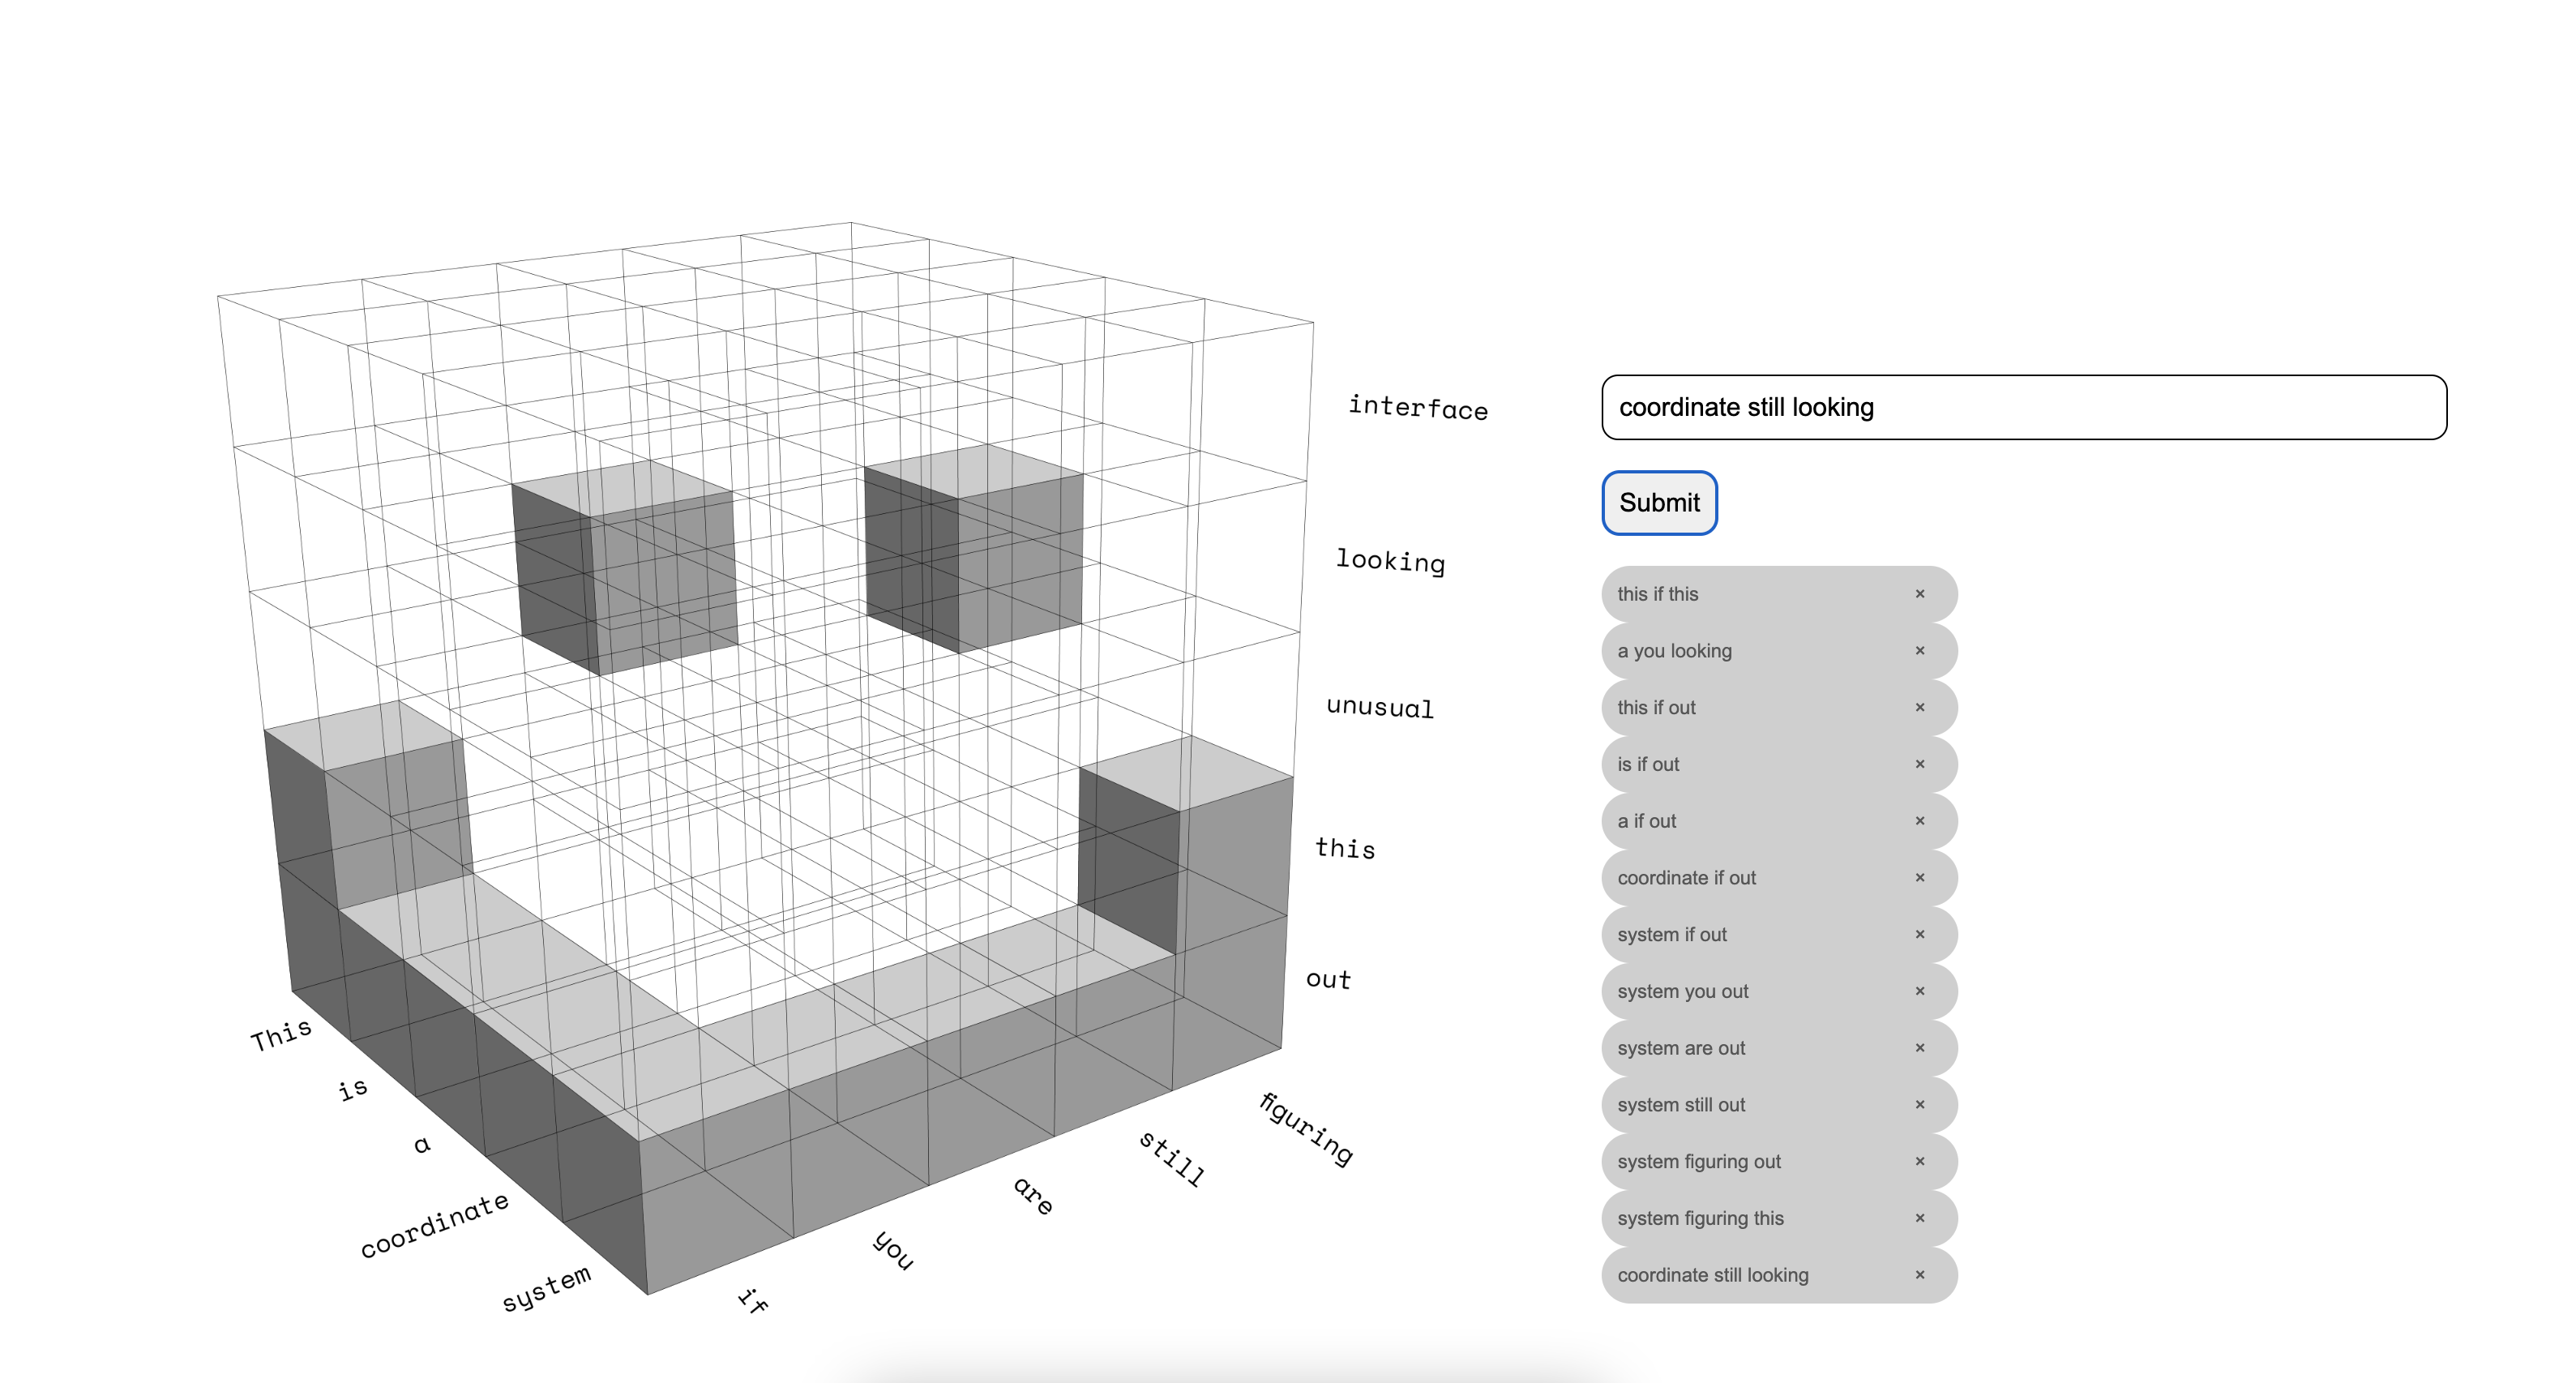 interface
looking
unusual
this
out
This
is
a
coordinate
system
if
you
are
still
figuring
coordinate still looking
Submit
this if this ×
a you looking ×
this if out ×
is if out ×
a if out ×
coordinate if out ×
system if out ×
system you out ×
system are out ×
system still out ×
system figuring out ×
system figuring this ×
coordinate still looking ×